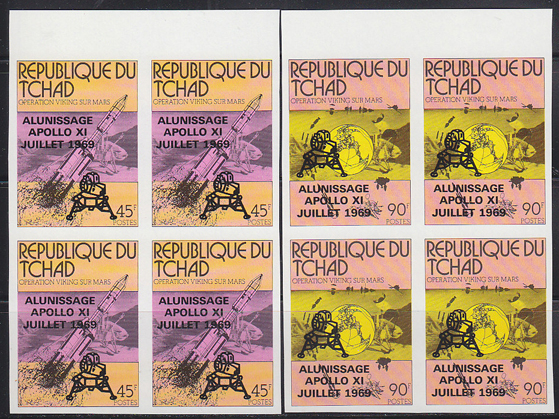 REPUBLIQUE DU
TCHAD
OPERATION VIKING SUR MARS
ALUNISSAGE
APOLLO XI
JUILLET 1969
45F
POSTES
REPUBLIQUE DU
TCHAD
OPERATION VIKING SUR MARS
ALUNISSAGE
APOLLO XI
JUILLET 1969
45F
POSTES
REPUBLIQUE DU
TCHAD
OPERATION VIKING SUR MARS
ALUNISSAGE
APOLLO XI
JUILLET 1969
90F
POSTES
REPUBLIQUE DU
TCHAD
OPERATION VIKING SUR MARS
ALUNISSAGE
APOLLO XI
JUILLET 1969
90F
POSTES
REPUBLIQUE DU
TCHAD
OPERATION VIKING SUR MARS
ALUNISSAGE
APOLLO XI
JUILLET 1969
45F
POSTES
REPUBLIQUE DU
TCHAD
OPERATION VIKING SUR MARS
ALUNISSAGE
APOLLO XI
JUILLET 1969
45F
POSTES
REPUBLIQUE DU
TCHAD
OPERATION VIKING SUR MARS
ALUNISSAGE
APOLLO XI
JUILLET 1969
90F
POSTES
REPUBLIQUE DU
TCHAD
OPERATION VIKING SUR MARS
ALUNISSAGE
APOLLO XI
JUILLET 1969
90F
POSTES